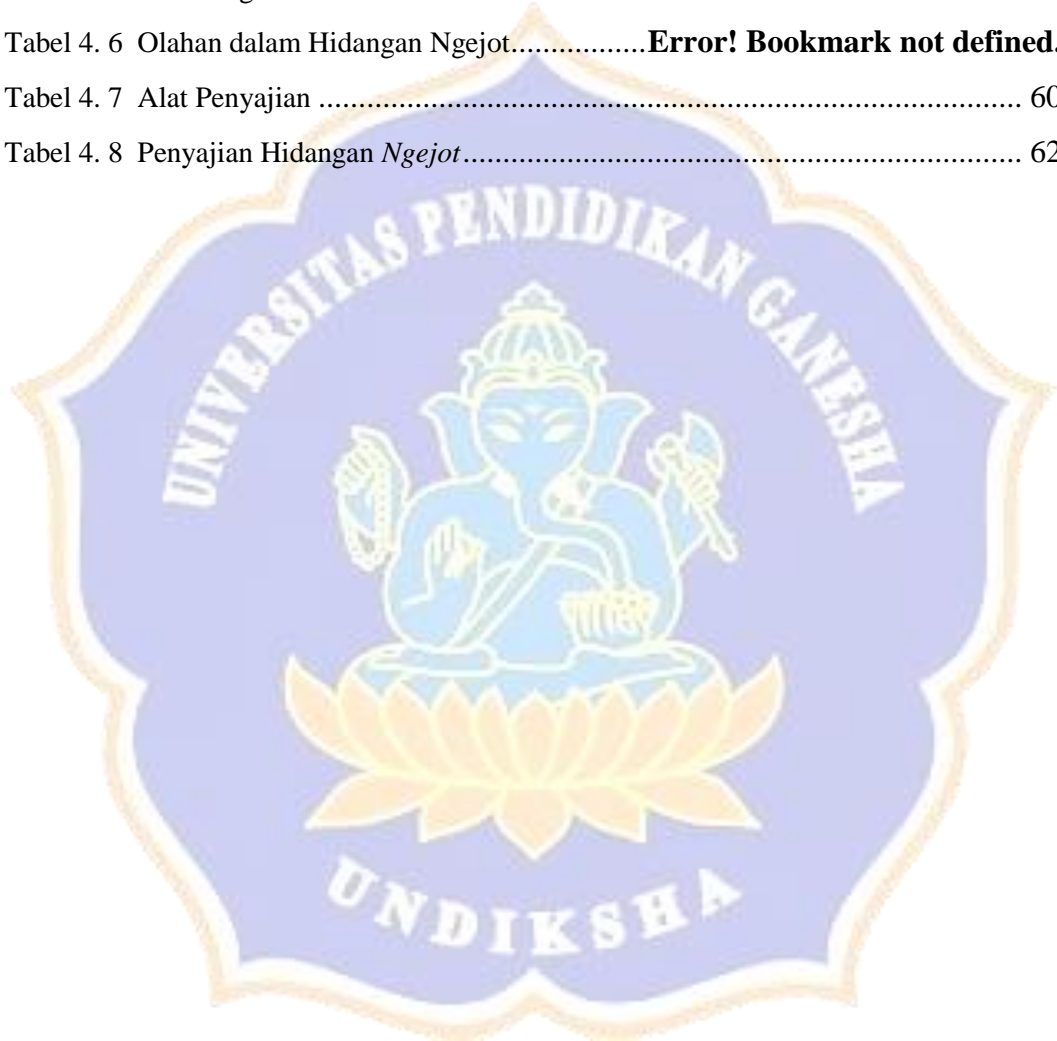 Tabel 4. 6  Olahan dalam Hidangan Ngejot.................Error! Bookmark not defined.
Tabel 4. 7  Alat Penyajian ........................................................................................ 60
Tabel 4. 8  Penyajian Hidangan Ngejot...................................................................... 62
UNIVERSITAS PENDIDIKAN GANESHA
UNDIKSHA